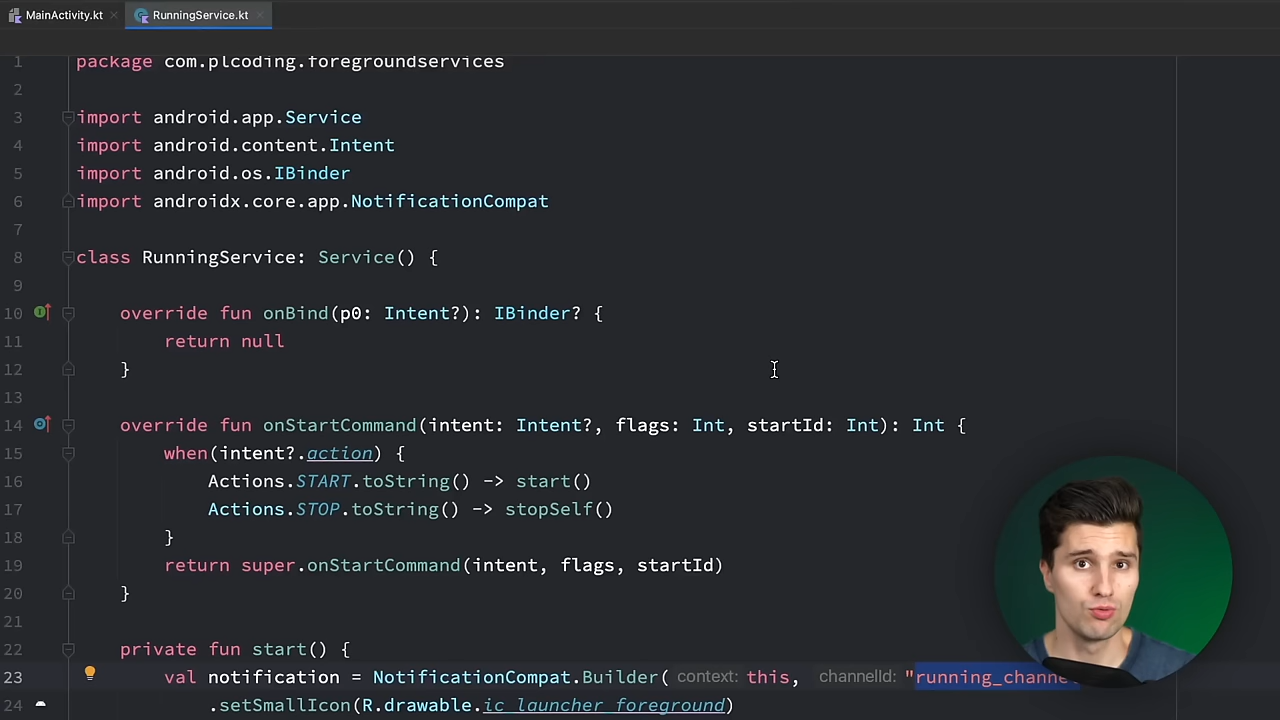 MainActivity.kt
RunningService.kt
1 package com.plcoding.foregroundservices
2
3 import android.app.Service
4 import android.content.Intent
5 import android.os.IBinder
6 import androidx.core.app.NotificationCompat
7
8 class RunningService: Service() {
9
10 override fun onBind(p0: Intent?): IBinder? {
11 return null
12 }
13
14 override fun onStartCommand(intent: Intent?, flags: Int, startId: Int): Int {
15 when(intent?.action) {
16 Actions.START.toString() -> start()
17 Actions.STOP.toString() -> stopSelf()
18 }
19 return super.onStartCommand(intent, flags, startId)
20 }
21
22 private fun start() {
23 val notification = NotificationCompat.Builder( context: this, channelId: "running_channe
24 .setSmallIcon(R.drawable.ic_launcher_foreground)